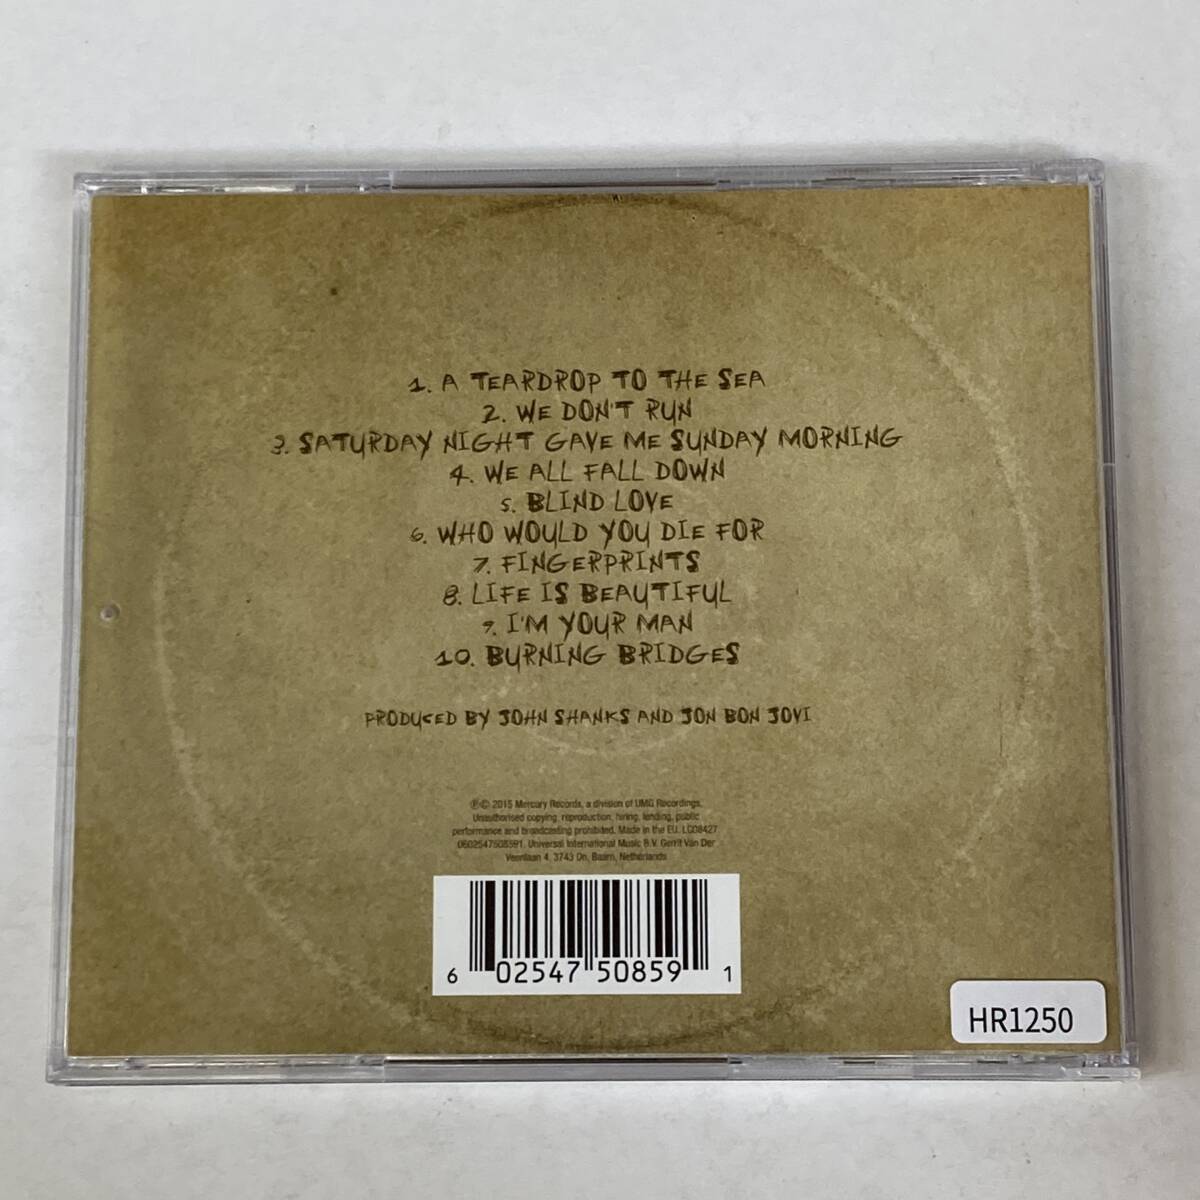 1. A TEARDROP TO THE SEA
2. WE DON'T RUN
3. SATURDAY NIGHT GAVE ME SUNDAY MORNING
4. WE ALL FALL DOWN
5. BLIND LOVE
6. WHO WOULD YOU DIE FOR
7. FINGERPRINTS
8. LIFE IS BEAUTIFUL
9. I'M YOUR MAN
10. BURNING BRIDGES
PRODUCED BY JOHN SHANKS AND JON BON JOVI
℗© 2015 Mercury Records, a division of UMG Recordings.
Unauthorised copying, reproduction, hiring, lending, public
performance and broadcasting prohibited. Made in the EU. LC08427
0602547508591. Universal International Music B.V. Gerrit Van Der
Veenlaan 4, 3743 Dn, Baarn, Netherlands
6 02547 50859 1
HR1250